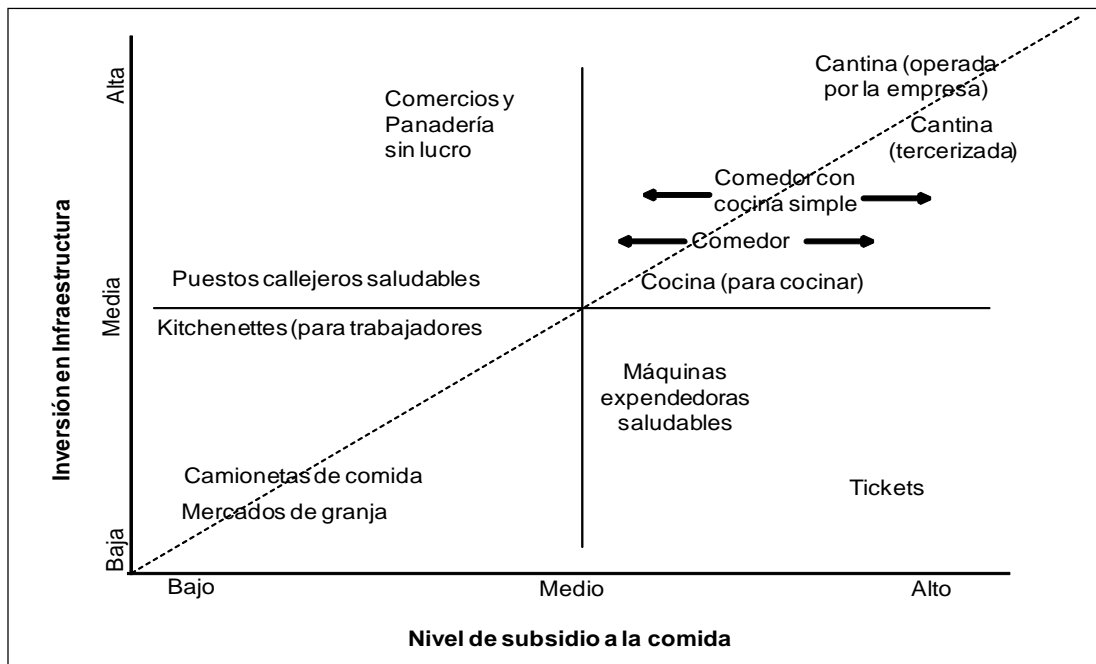 Alta
Media
Baja
Inversión en Infraestructura
Comercios y
Panadería
sin lucro
Cantina (operada
por la empresa)
Cantina
(tercerizada)
Comedor con
cocina simple
Comedor
Puestos callejeros saludables
Cocina (para cocinar)
Kitchenettes (para trabajadores
Máquinas
expendedoras
saludables
Camionetas de comida
Mercados de granja
Tickets
Bajo
Medio
Alto
Nivel de subsidio a la comida